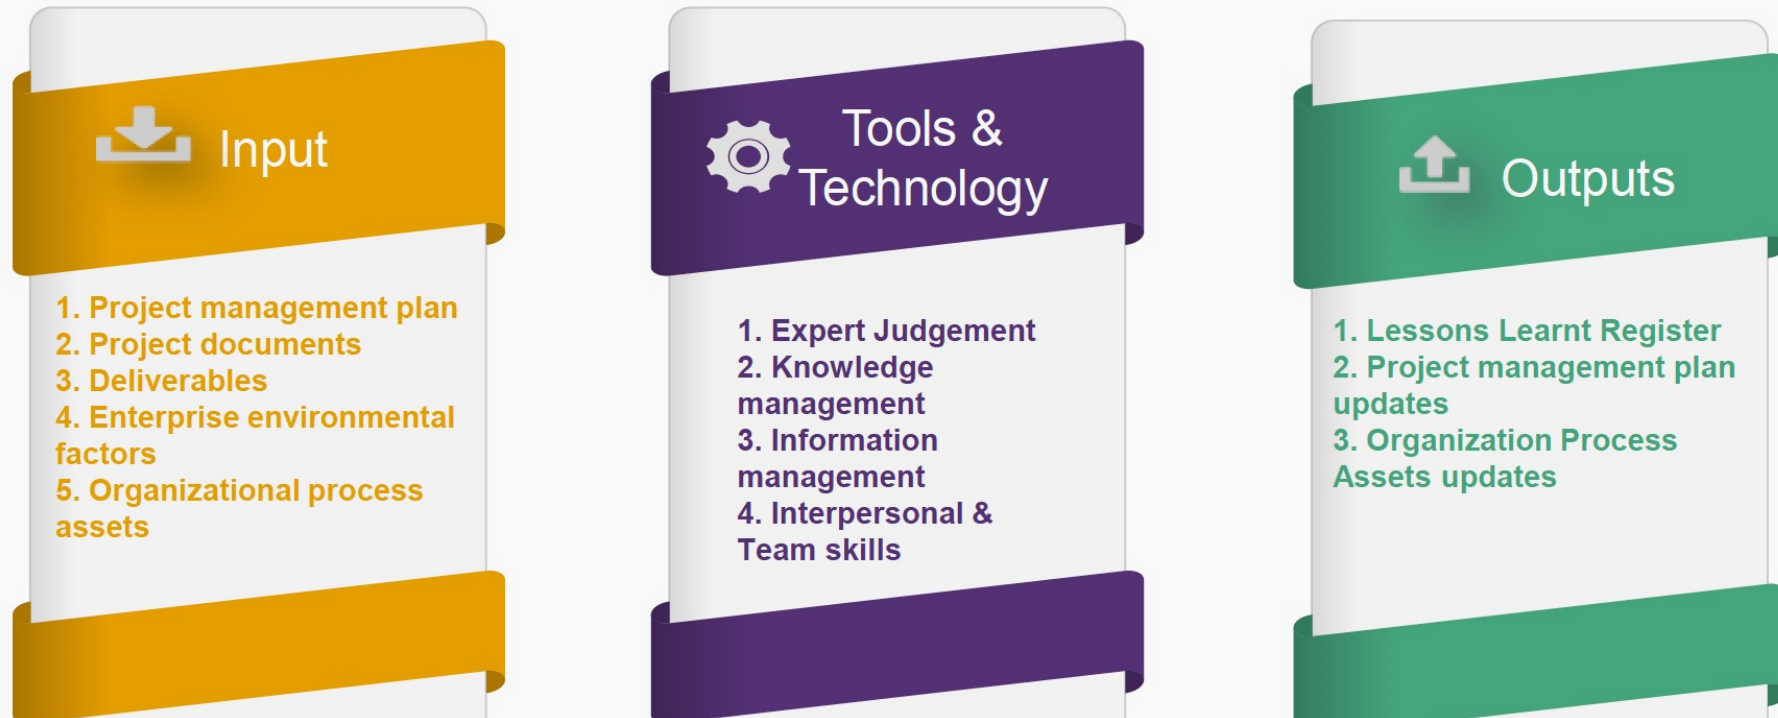 Input
1. Project management plan
2. Project documents
3. Deliverables
4. Enterprise environmental
factors
5. Organizational process
assets
Tools &
Technology
1. Expert Judgement
2. Knowledge
management
3. Information
management
4. Interpersonal &
Team skills
Outputs
1. Lessons Learnt Register
2. Project management plan
updates
3. Organization Process
Assets updates